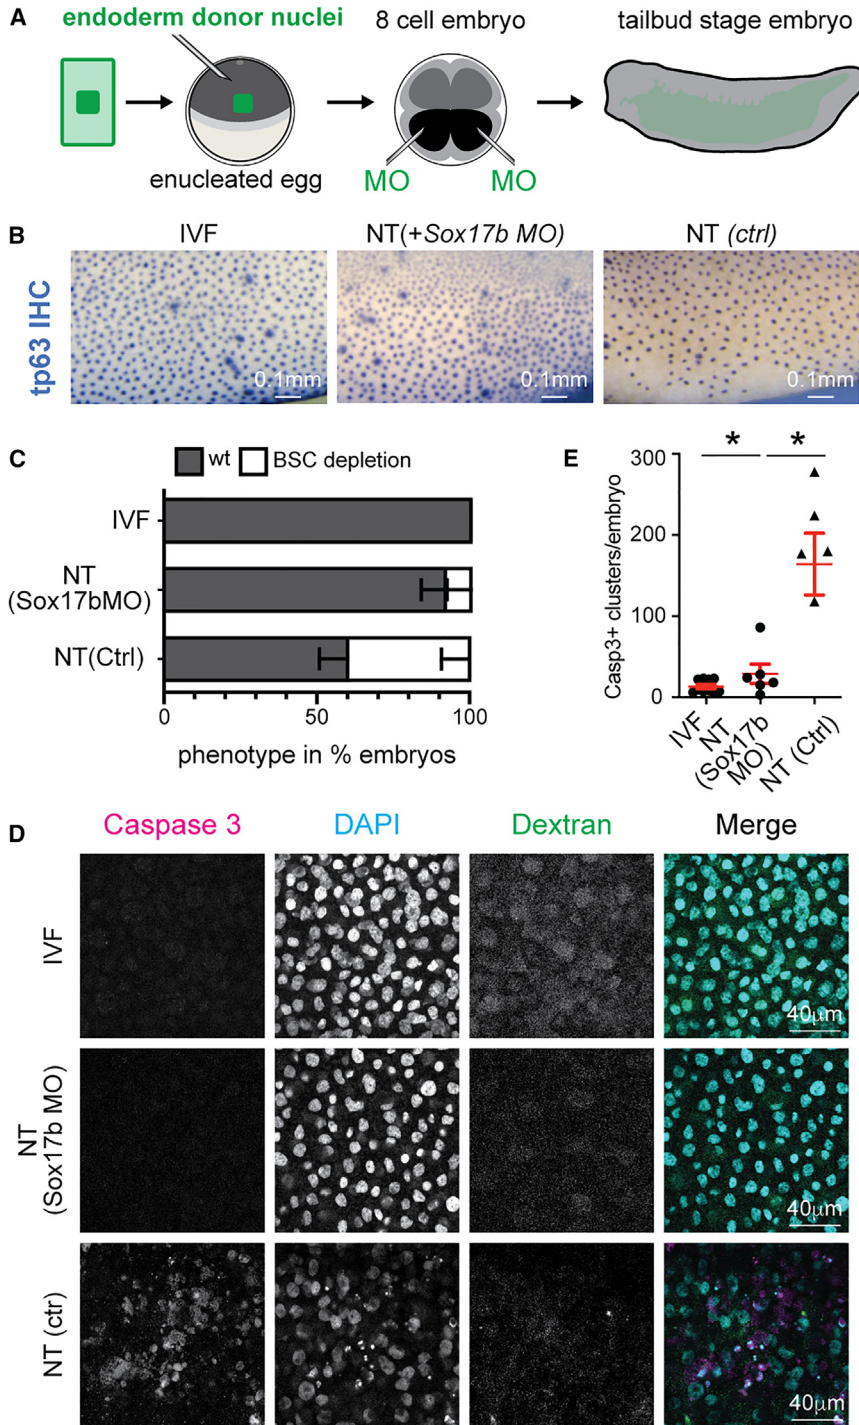 A
endoderm donor nuclei
8 cell embryo
tailbud stage embryo
enucleated egg
MO
MO
B
IVF
NT(+Sox17b MO)
NT (ctrl)
tp63 IHC
0.1mm
0.1mm
0.1mm
C
wt
BSC depletion
IVF
NT
(Sox17bMO)
NT(Ctrl)
0
50
100
phenotype in % embryos
E
*
*
Casp3+ clusters/embryo
300
200
100
0
IVF
NT
(Sox17b
MO)
NT (Ctrl)
D
Caspase 3
DAPI
Dextran
Merge
IVF
40μm
NT
(Sox17b MO)
40μm
NT (ctr)
40μm